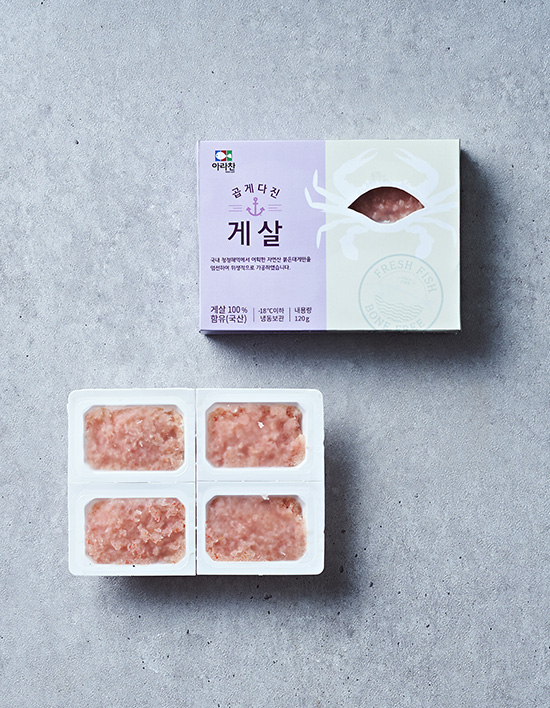 아라찬
곱게다진
게살
국내 청정해역에서 어획한 자연산 붉은대게만을
엄선하여 위생적으로 가공하였습니다.
게살 100%
함유(국산)
-18℃이하
냉동보관
내용량
120g
FRESH FISH